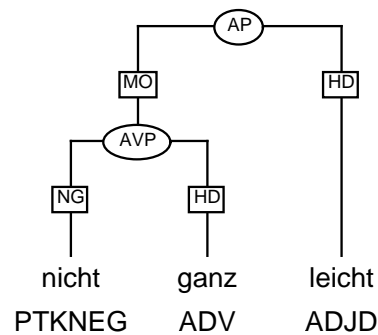 AP
MO HD
AVP
NG HD
nicht ganz leicht
PTKNEG ADV ADJD